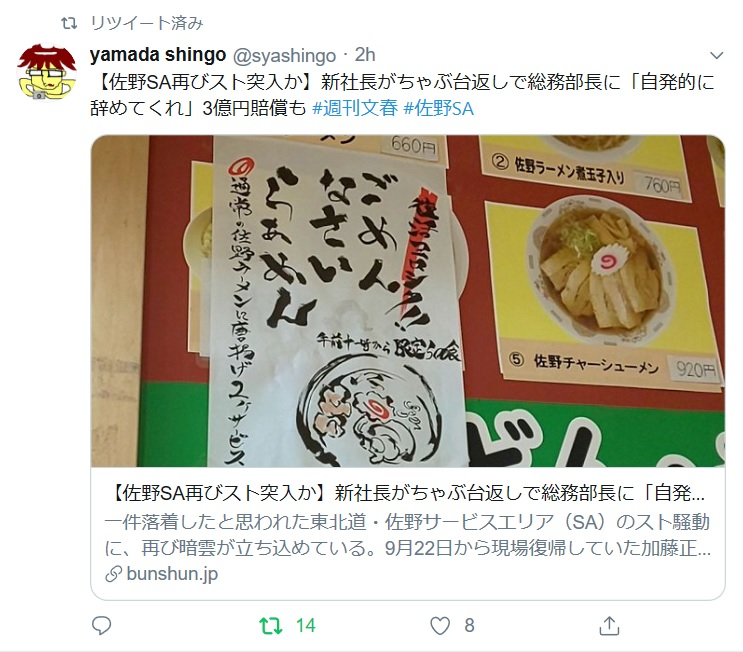 リツイート済み
yamada shingo @syashingo · 2h
【佐野SA再びスト突入か】新社長がちゃぶ台返しで総務部長に「自発的に
辞めてくれ」3億円賠償も #週刊文春 #佐野SA
660円
② 佐野ラーメン煮玉子入り 760円
ごめん
なさい
らぁめん
通常の佐野ラーメンに唐揚げ2ケサービス
午前十一時から限定50食
⑤ 佐野チャーシューメン 920円
どん
【佐野SA再びスト突入か】新社長がちゃぶ台返しで総務部長に「自発...
一件落着したと思われた東北道・佐野サービスエリア（SA）のスト騒動
に、再び暗雲が立ち込めている。9月22日から現場復帰していた加藤正...
bunshun.jp
14
8